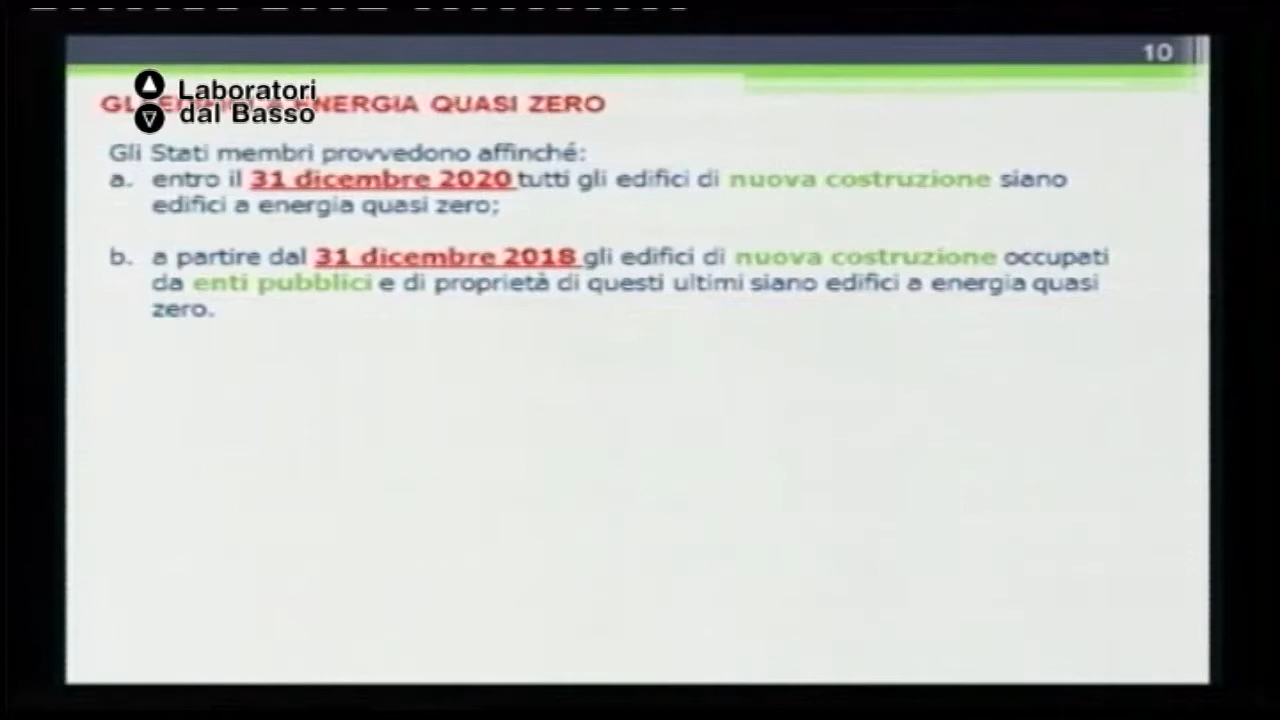 10
Laboratori
dal Basso
ENERGIA QUASI ZERO
Gli Stati membri provvedono affinché:
a. entro il 31 dicembre 2020 tutti gli edifici di nuova costruzione siano
edifici a energia quasi zero;
b. a partire dal 31 dicembre 2018 gli edifici di nuova costruzione occupati
da enti pubblici e di proprietà di questi ultimi siano edifici a energia quasi
zero.